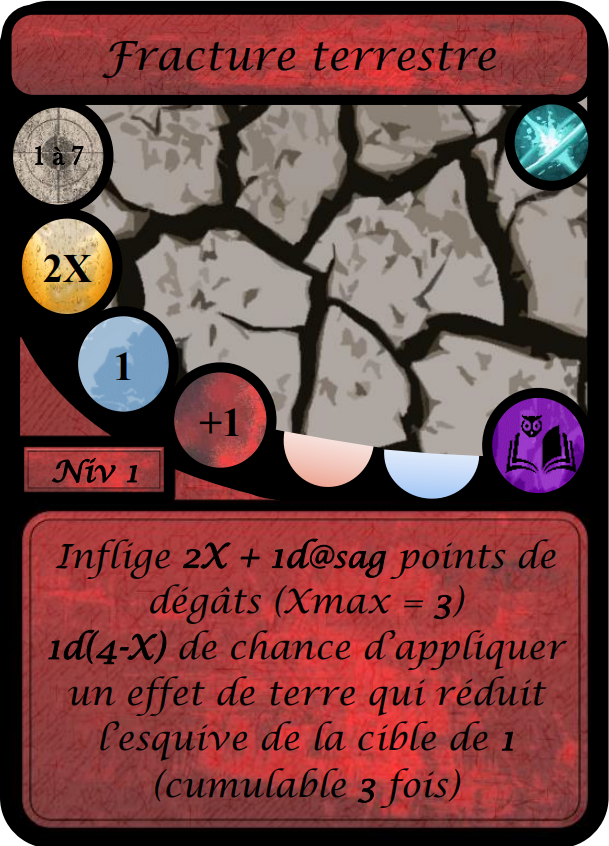 Fracture terrestre
1 à 7
2X
1
+1
Niv 1
Inflige 2X + 1d@sag points de
dégâts (Xmax = 3)
1d(4-X) de chance d'appliquer
un effet de terre qui réduit
l'esquive de la cible de 1
(cumulable 3 fois)